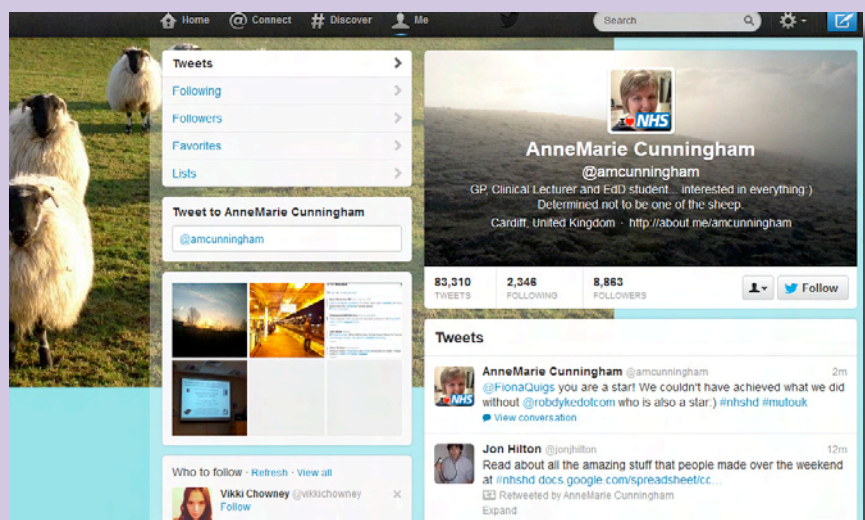 Home @ Connect # Discover Me
Search
Tweets
Following
Followers
Favorites
Lists
Tweet to AnneMarie Cunningham
@amcunningham
Who to follow · Refresh · View all
Vikki Chowney @vikkichowney
Follow
I ♥ NHS
AnneMarie Cunningham
@amcunningham
GP, Clinical Lecturer and EdD student... interested in everything:)
Determined not to be one of the sheep.
Cardiff, United Kingdom · http://about.me/amcunningham
83,310 2,346 8,863
TWEETS FOLLOWING FOLLOWERS
Follow
Tweets
AnneMarie Cunningham @amcunningham 2m
@FionaQuigs you are a star! We couldn't have achieved what we did
without @robdykedotcom who is also a star:) #nhshd #mutouk
View conversation
NHS
Jon Hilton @jonjhilton 12m
Read about all the amazing stuff that people made over the weekend
at #nhshd docs.google.com/spreadsheet/cc...
Retweeted by AnneMarie Cunningham
Expand